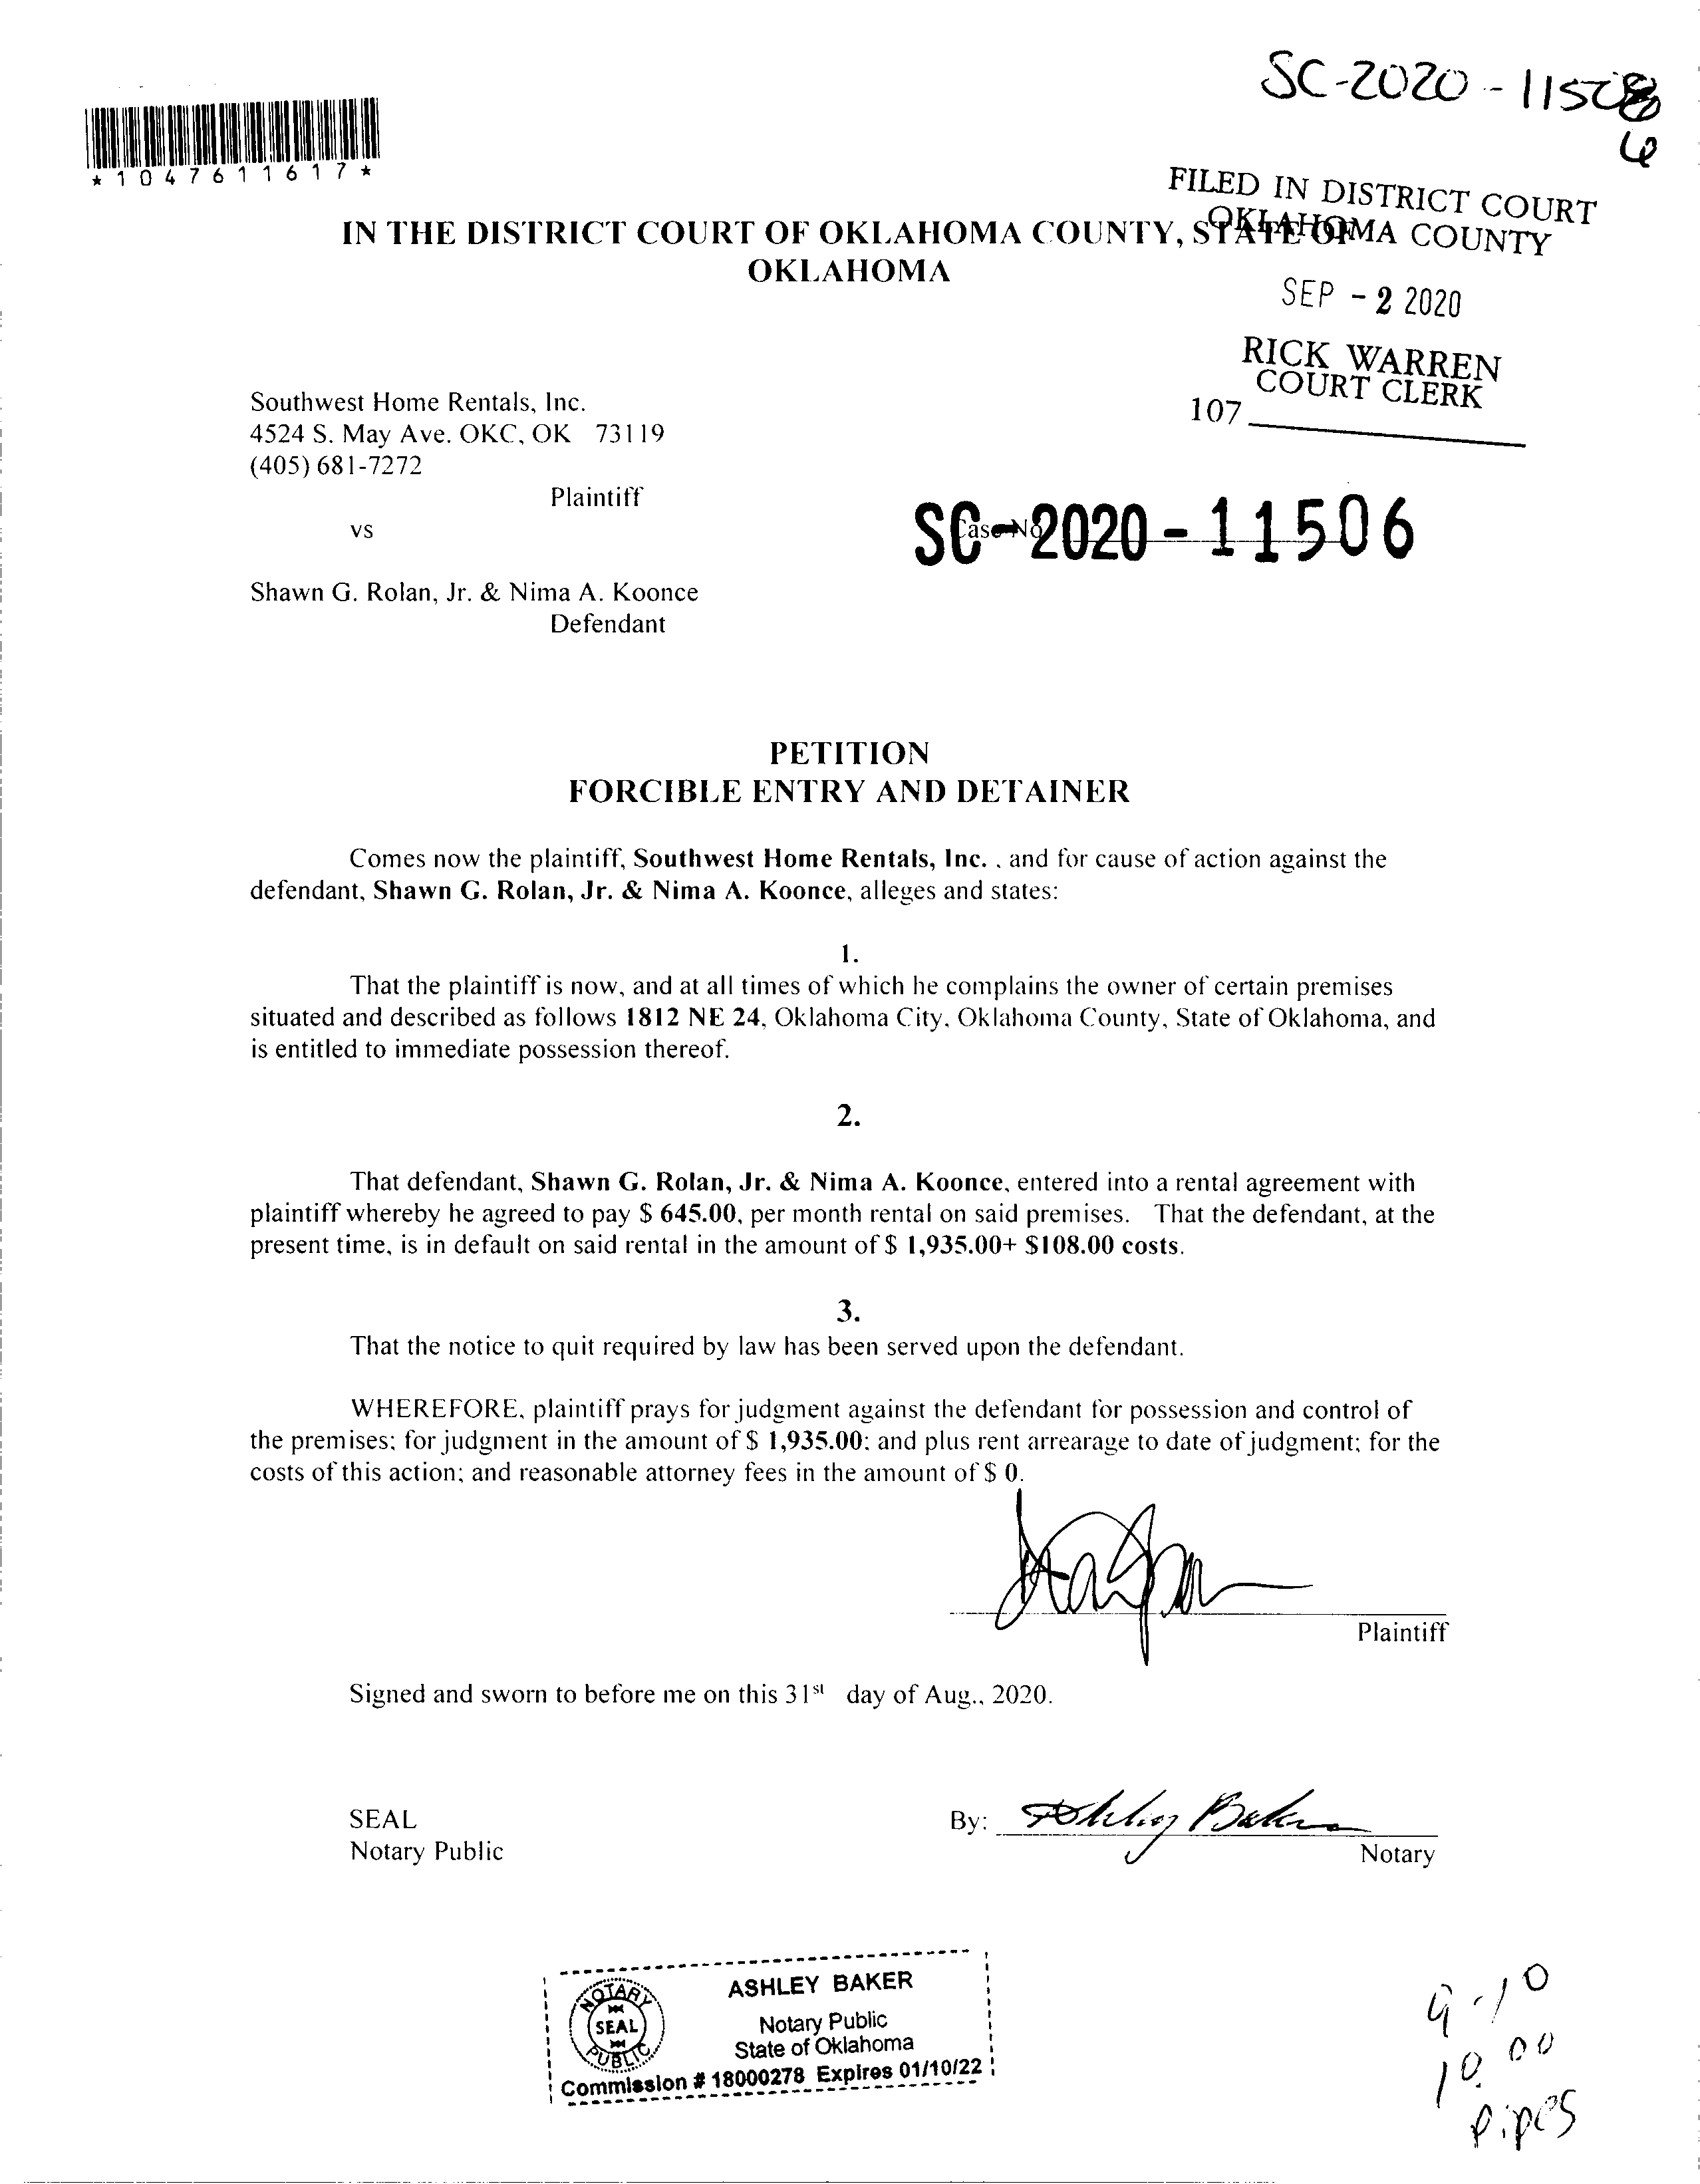 SC-2020-11508
6
*1047611617*
FILED IN DISTRICT COURT
OKLAHOMA COUNTY
IN THE DISTRICT COURT OF OKLAHOMA COUNTY, STATE OF
OKLAHOMA
SEP - 2 2020
RICK WARREN
COURT CLERK
107
Southwest Home Rentals, Inc.
4524 S. May Ave. OKC, OK 73119
(405) 681-7272
Plaintiff
vs
Case No
SC-2020-11506
Shawn G. Rolan, Jr. & Nima A. Koonce
Defendant
PETITION
FORCIBLE ENTRY AND DETAINER
Comes now the plaintiff, Southwest Home Rentals, Inc. , and for cause of action against the
defendant, Shawn G. Rolan, Jr. & Nima A. Koonce, alleges and states:
1.
That the plaintiff is now, and at all times of which he complains the owner of certain premises
situated and described as follows 1812 NE 24, Oklahoma City, Oklahoma County, State of Oklahoma, and
is entitled to immediate possession thereof.
2.
That defendant, Shawn G. Rolan, Jr. & Nima A. Koonce, entered into a rental agreement with
plaintiff whereby he agreed to pay $ 645.00, per month rental on said premises. That the defendant, at the
present time, is in default on said rental in the amount of $ 1,935.00+ $108.00 costs.
3.
That the notice to quit required by law has been served upon the defendant.
WHEREFORE, plaintiff prays for judgment against the defendant for possession and control of
the premises; for judgment in the amount of $ 1,935.00; and plus rent arrearage to date of judgment; for the
costs of this action; and reasonable attorney fees in the amount of $ 0.
Plaintiff
Signed and sworn to before me on this 31st day of Aug., 2020.
SEAL
By: Ashley Baker
Notary Public
Notary
NOTARY
SEAL
PUBLIC
ASHLEY BAKER
Notary Public
State of Oklahoma
Commission # 18000278 Expires 01/10/22
9-10
10:00
pipes